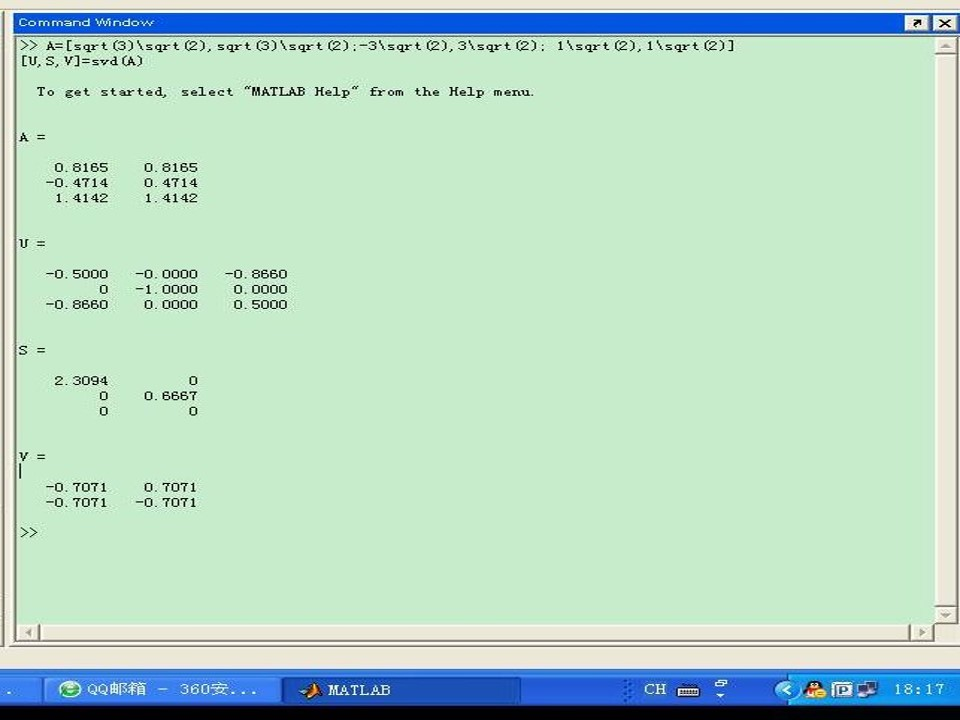 Command Window
>> A=[sqrt(3)\sqrt(2),sqrt(3)\sqrt(2);-3\sqrt(2),3\sqrt(2); 1\sqrt(2),1\sqrt(2)]
[U,S,V]=svd(A)
To get started, select "MATLAB Help" from the Help menu.
A =
0.8165 0.8165
-0.4714 0.4714
1.4142 1.4142
U =
-0.5000 -0.0000 -0.8660
0 -1.0000 0.0000
-0.8660 0.0000 0.5000
S =
2.3094 0
0 0.6667
0 0
V =
-0.7071 0.7071
-0.7071 -0.7071
>>
. QQ邮箱 - 360安... MATLAB CH 18:17